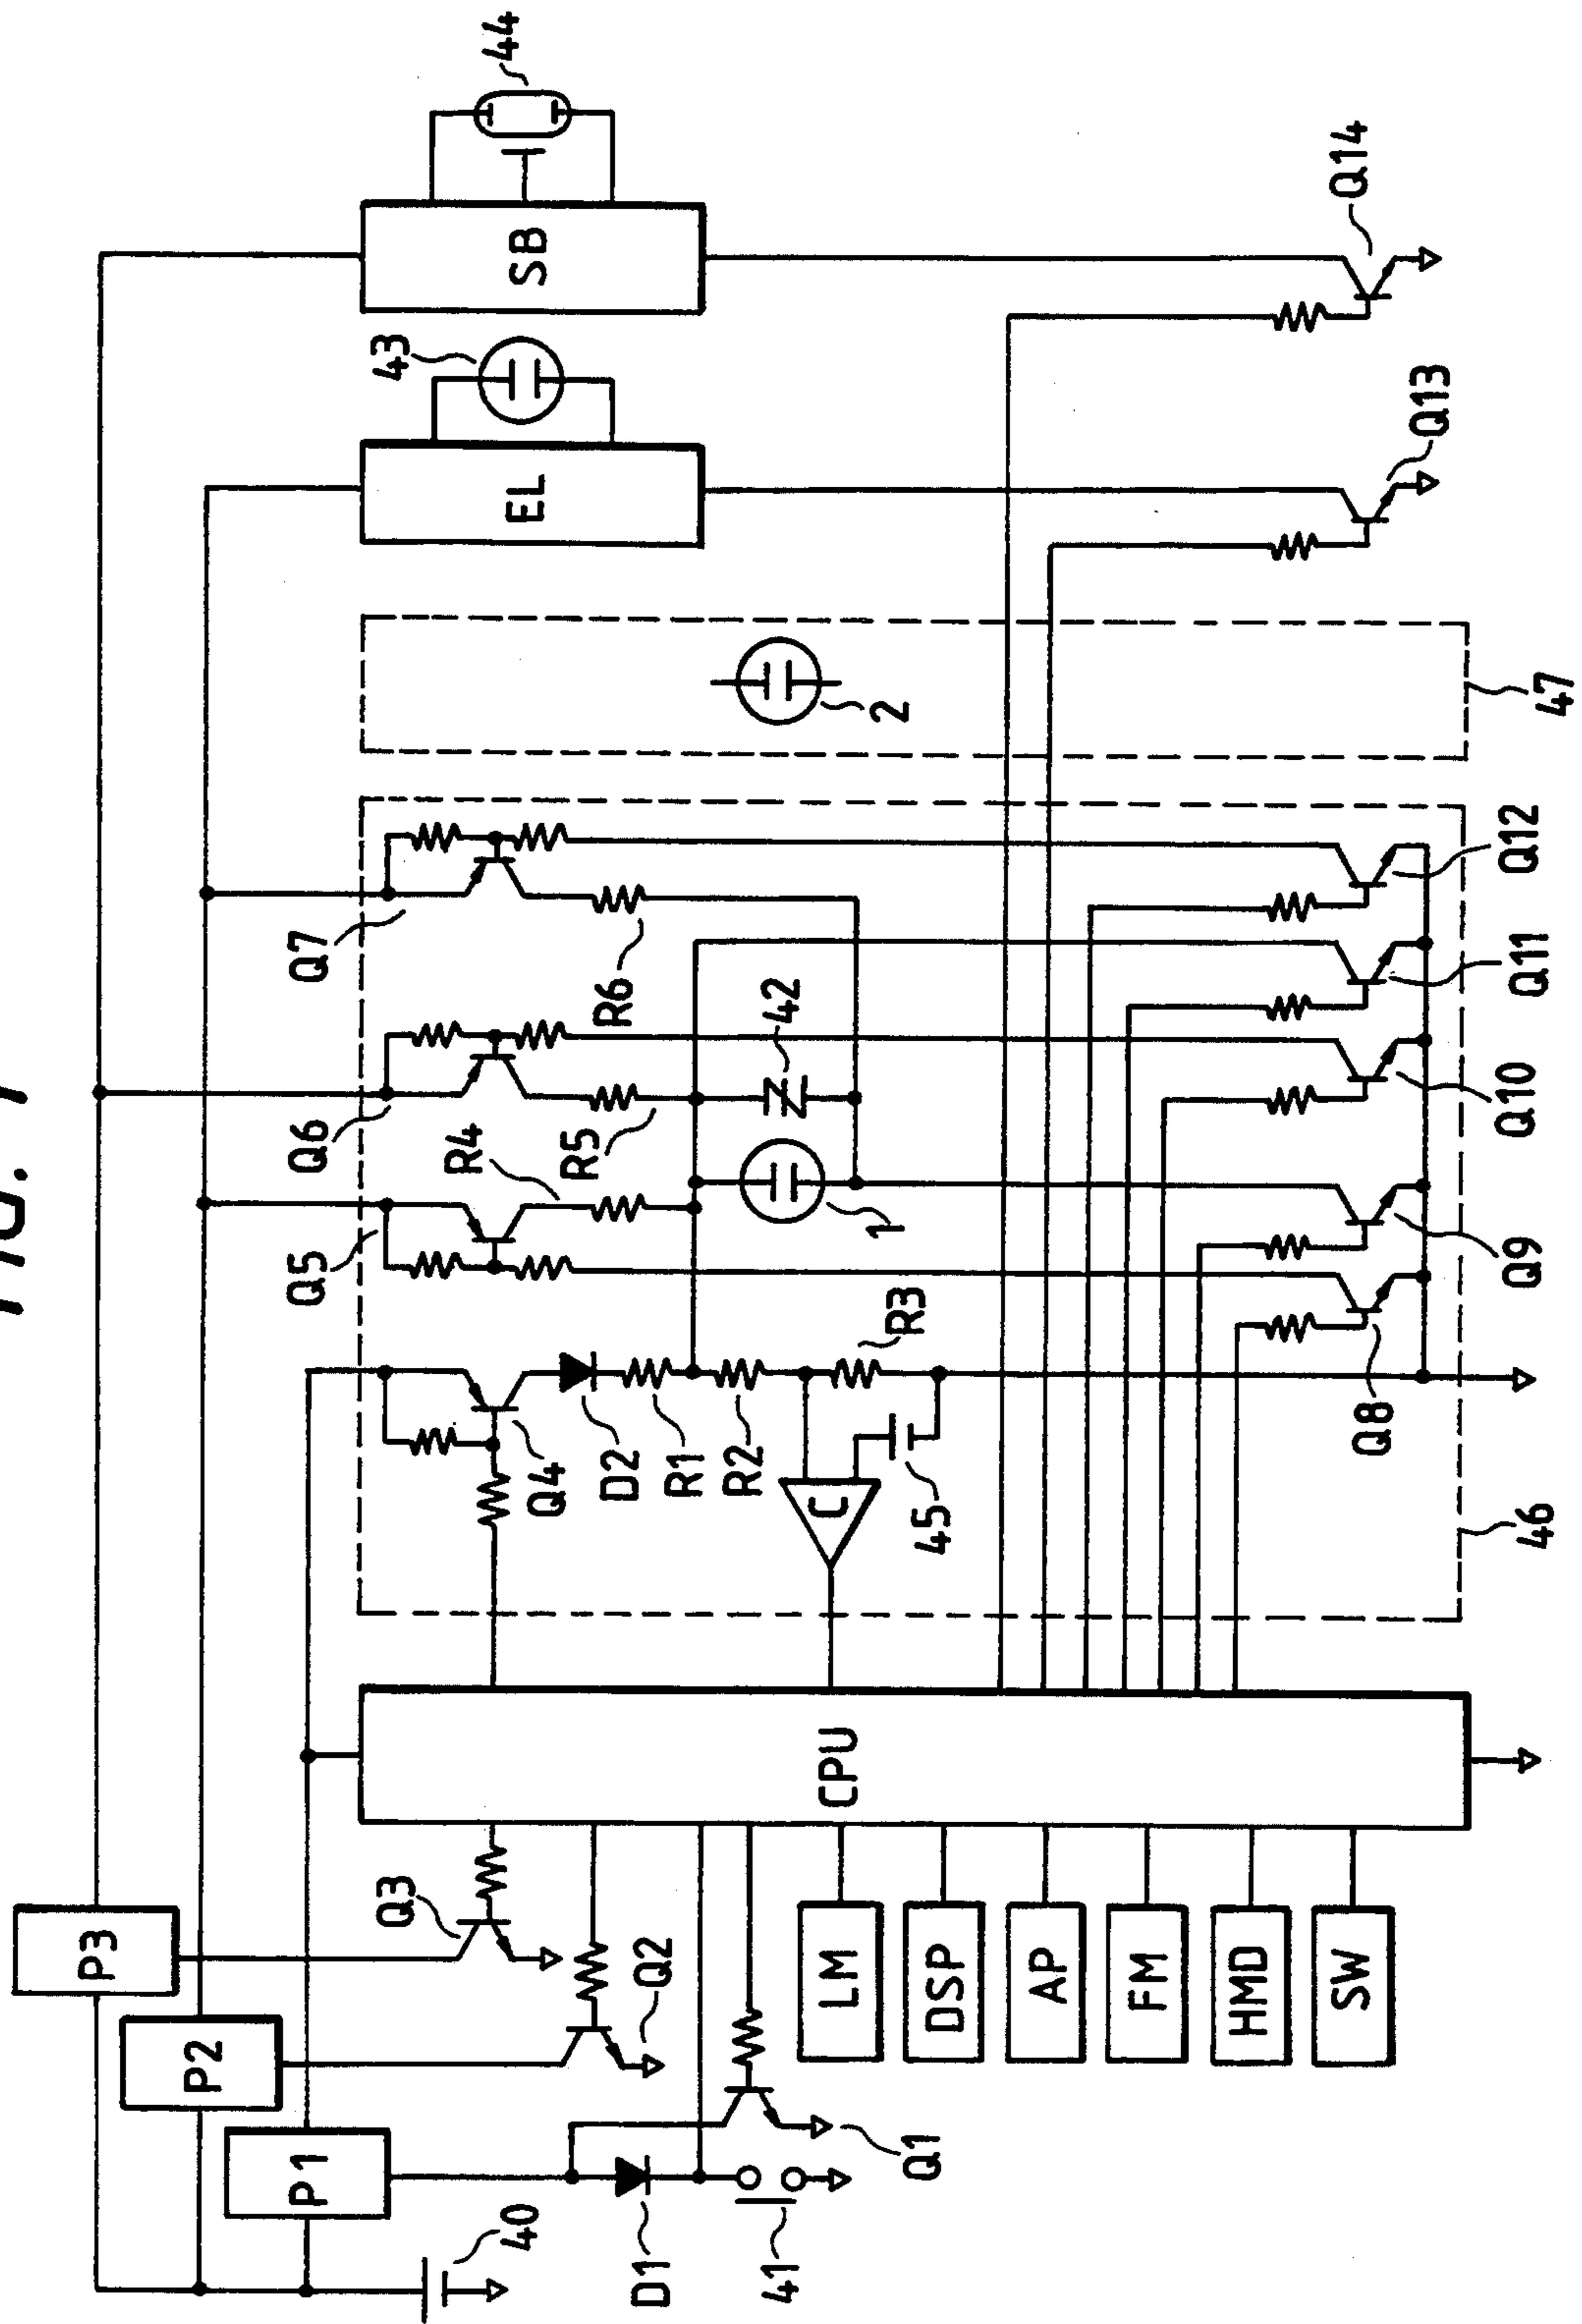 FIG.
P3
P2
P1
Q5
Q6
Q7
43
44
Q3
40
Q4
R4
EL
SB
Q2
D2
R5
R6
D1
R1
R2
42
41
CPU
C
1
2
LM
R3
Q1
45
DSP
AP
FM
HMD
SW
Q8
Q14
Q13
46
Q9
Q10
Q11
Q12
47